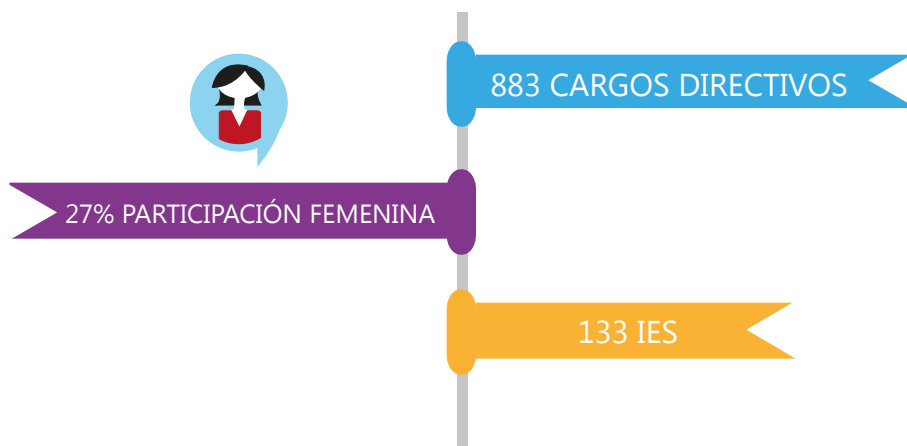 883 CARGOS DIRECTIVOS
27% PARTICIPACIÓN FEMENINA
133 IES